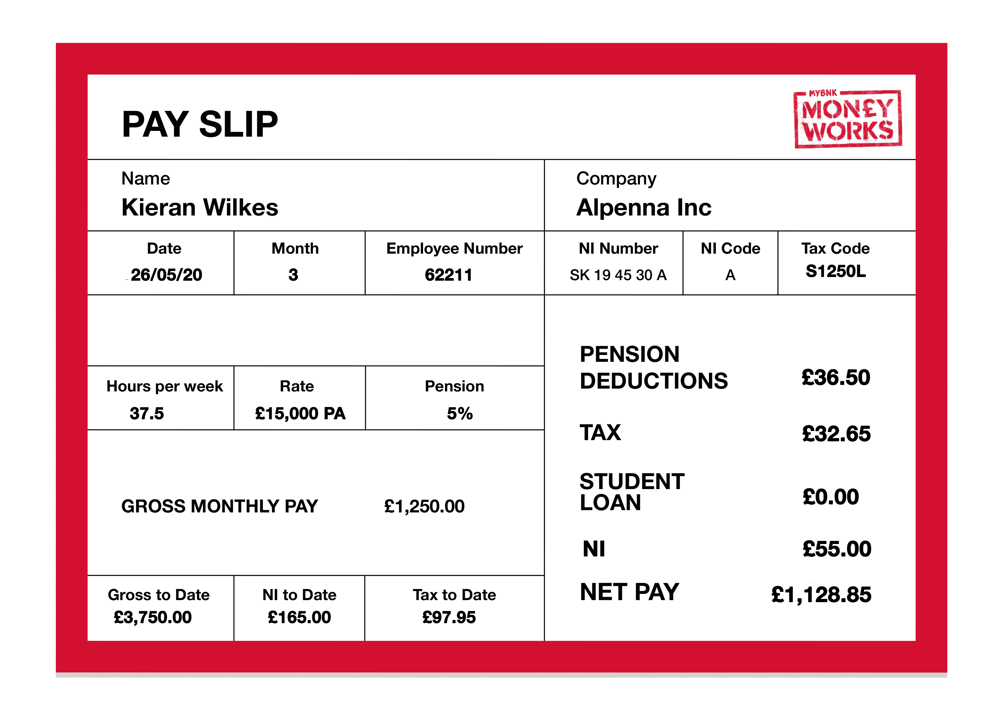 MYBNK
MON£Y
WORKS
PAY SLIP
Name
Kieran Wilkes
Company
Alpenna Inc
Date
26/05/20
Month
3
Employee Number
62211
NI Number
SK 19 45 30 A
NI Code
A
Tax Code
S1250L
Hours per week
37.5
Rate
£15,000 PA
Pension
5%
GROSS MONTHLY PAY £1,250.00
Gross to Date
£3,750.00
NI to Date
£165.00
Tax to Date
£97.95
PENSION
DEDUCTIONS £36.50
TAX £32.65
STUDENT
LOAN £0.00
NI £55.00
NET PAY £1,128.85